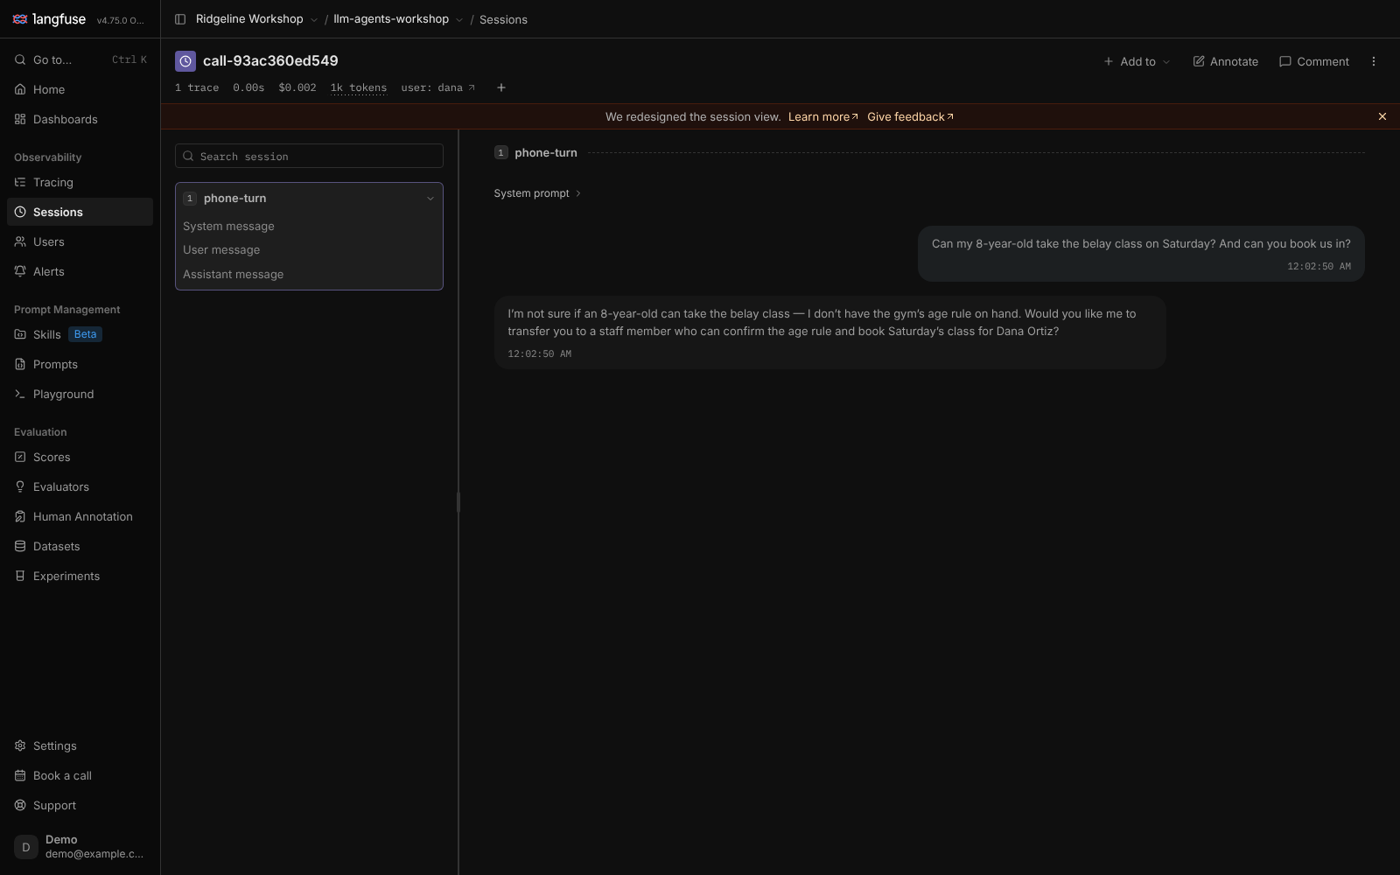 langfuse v4.75.0 O...
Go to... Ctrl K
Home
Dashboards
Observability
Tracing
Sessions
Users
Alerts
Prompt Management
Skills Beta
Prompts
Playground
Evaluation
Scores
Evaluators
Human Annotation
Datasets
Experiments
Settings
Book a call
Support
D
Demo
demo@example.c...
Ridgeline Workshop / llm-agents-workshop / Sessions
call-93ac360ed549
Add to
Annotate
Comment
1 trace 0.00s $0.002 1k tokens user: dana
We redesigned the session view. Learn more Give feedback
Search session
1 phone-turn
System message
User message
Assistant message
1 phone-turn
System prompt
Can my 8-year-old take the belay class on Saturday? And can you book us in?
12:02:50 AM
I'm not sure if an 8-year-old can take the belay class — I don't have the gym's age rule on hand. Would you like me to
transfer you to a staff member who can confirm the age rule and book Saturday's class for Dana Ortiz?
12:02:50 AM